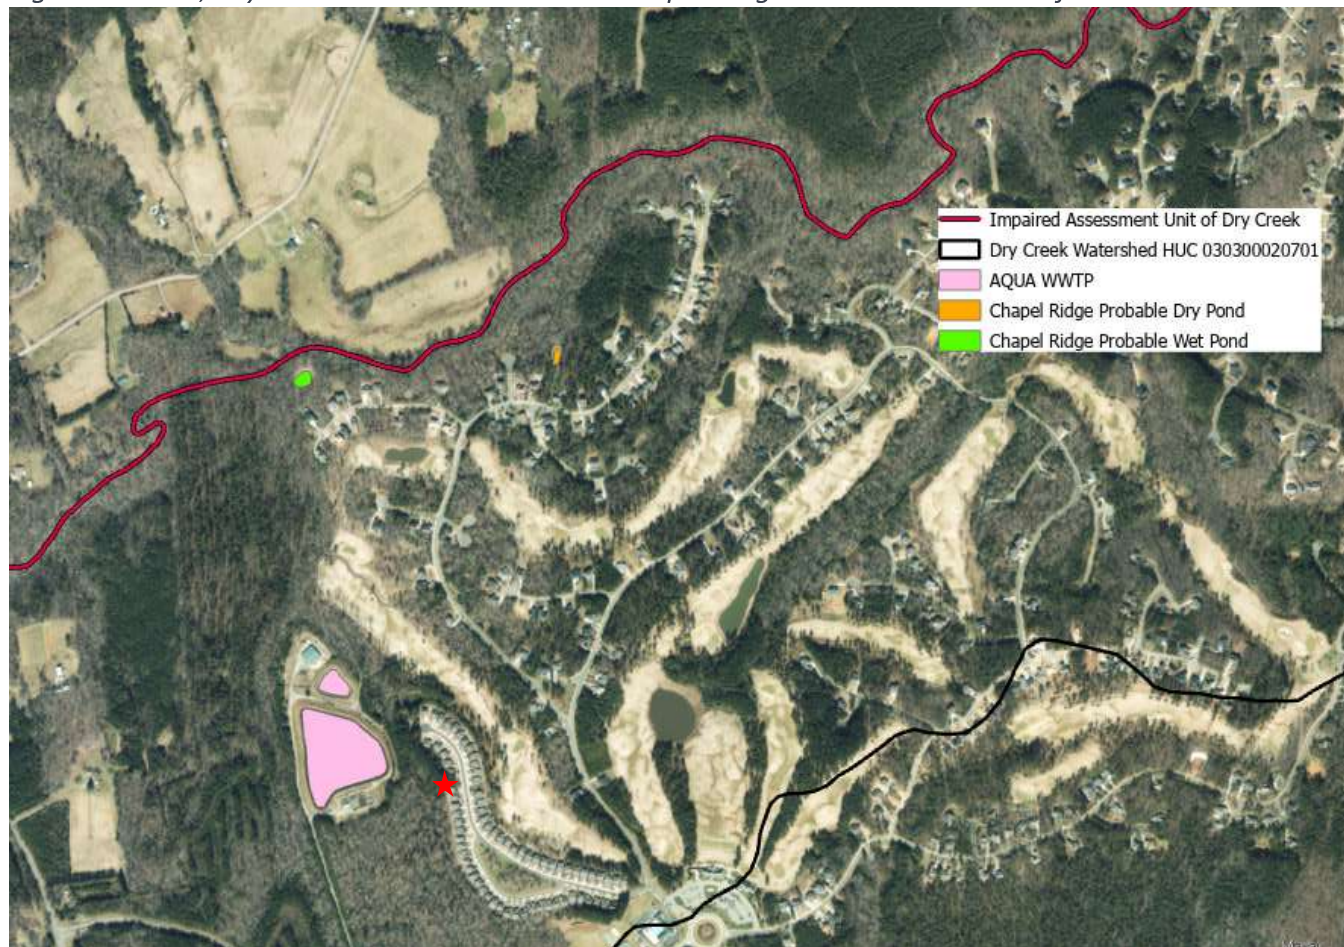 Impaired Assessment Unit of Dry Creek
Dry Creek Watershed HUC 030300020701
AQUA WWTP
Chapel Ridge Probable Dry Pond
Chapel Ridge Probable Wet Pond